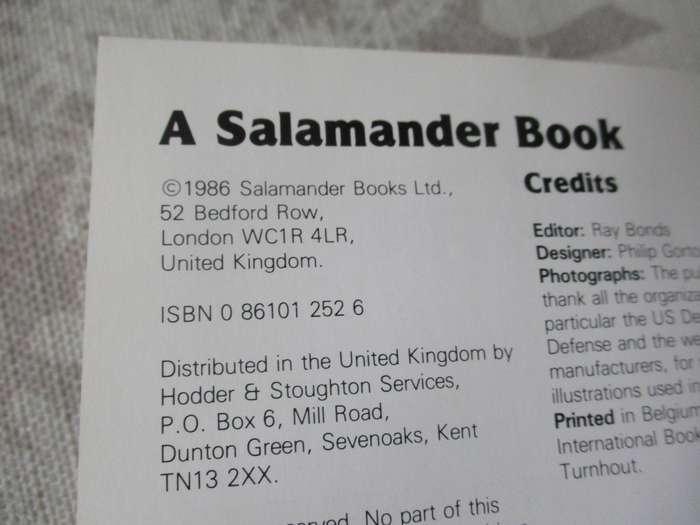 A Salamander Book
©1986 Salamander Books Ltd.,
52 Bedford Row,
London WC1R 4LR,
United Kingdom.
ISBN 0 86101 252 6
Distributed in the United Kingdom by
Hodder & Stoughton Services,
P.O. Box 6, Mill Road,
Dunton Green, Sevenoaks, Kent
TN13 2XX.
No part of this
Credits
Editor: Ray Bonds
Designer: Philip
Photographs: The
thank all the
particular the US
Defense and the
manufacturers, for
illustrations used
Printed in Belgium
International
Turnhout.